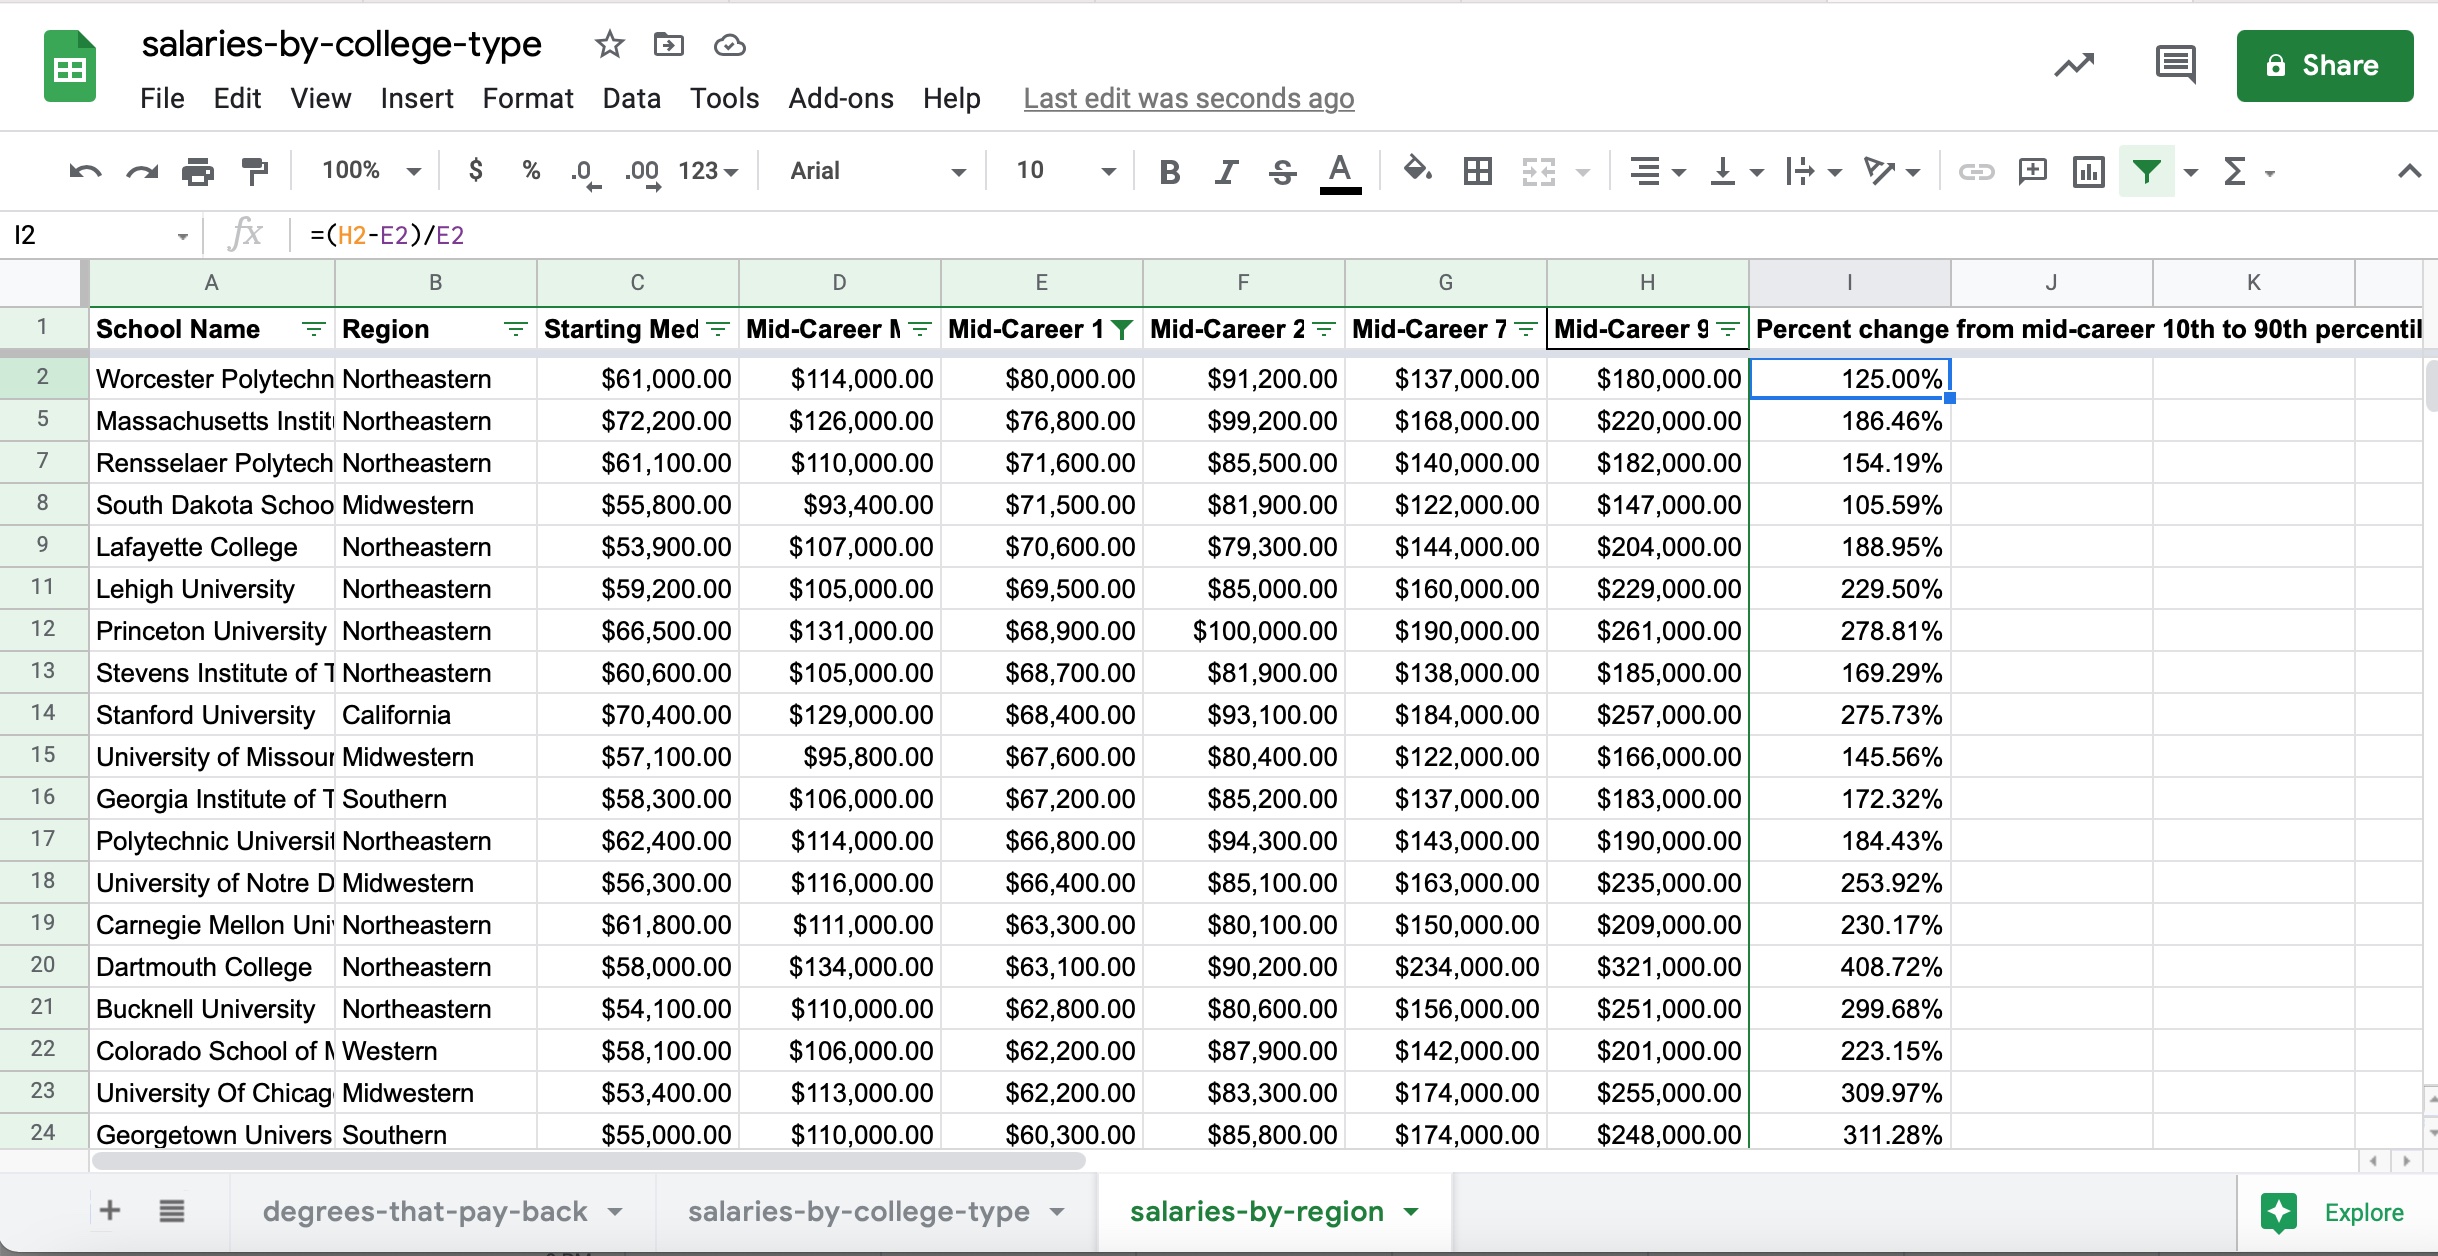 salaries-by-college-type
File Edit View Insert Format Data Tools Add-ons Help Last edit was seconds ago
Share
100% $ % .0 .00 123 Arial 10 B I S A Σ
I2 fx =(H2-E2)/E2
A B C D E F G H I J K
1 School Name Region Starting Med Mid-Career M Mid-Career 1 Mid-Career 2 Mid-Career 7 Mid-Career 9 Percent change from mid-career 10th to 90th percentil
2 Worcester Polytechn Northeastern $61,000.00 $114,000.00 $80,000.00 $91,200.00 $137,000.00 $180,000.00 125.00%
5 Massachusetts Instit Northeastern $72,200.00 $126,000.00 $76,800.00 $99,200.00 $168,000.00 $220,000.00 186.46%
7 Rensselaer Polytech Northeastern $61,100.00 $110,000.00 $71,600.00 $85,500.00 $140,000.00 $182,000.00 154.19%
8 South Dakota Schoo Midwestern $55,800.00 $93,400.00 $71,500.00 $81,900.00 $122,000.00 $147,000.00 105.59%
9 Lafayette College Northeastern $53,900.00 $107,000.00 $70,600.00 $79,300.00 $144,000.00 $204,000.00 188.95%
11 Lehigh University Northeastern $59,200.00 $105,000.00 $69,500.00 $85,000.00 $160,000.00 $229,000.00 229.50%
12 Princeton University Northeastern $66,500.00 $131,000.00 $68,900.00 $100,000.00 $190,000.00 $261,000.00 278.81%
13 Stevens Institute of T Northeastern $60,600.00 $105,000.00 $68,700.00 $81,900.00 $138,000.00 $185,000.00 169.29%
14 Stanford University California $70,400.00 $129,000.00 $68,400.00 $93,100.00 $184,000.00 $257,000.00 275.73%
15 University of Missour Midwestern $57,100.00 $95,800.00 $67,600.00 $80,400.00 $122,000.00 $166,000.00 145.56%
16 Georgia Institute of T Southern $58,300.00 $106,000.00 $67,200.00 $85,200.00 $137,000.00 $183,000.00 172.32%
17 Polytechnic Universit Northeastern $62,400.00 $114,000.00 $66,800.00 $94,300.00 $143,000.00 $190,000.00 184.43%
18 University of Notre D Midwestern $56,300.00 $116,000.00 $66,400.00 $85,100.00 $163,000.00 $235,000.00 253.92%
19 Carnegie Mellon Uni Northeastern $61,800.00 $111,000.00 $63,300.00 $80,100.00 $150,000.00 $209,000.00 230.17%
20 Dartmouth College Northeastern $58,000.00 $134,000.00 $63,100.00 $90,200.00 $234,000.00 $321,000.00 408.72%
21 Bucknell University Northeastern $54,100.00 $110,000.00 $62,800.00 $80,600.00 $156,000.00 $251,000.00 299.68%
22 Colorado School of M Western $58,100.00 $106,000.00 $62,200.00 $87,900.00 $142,000.00 $201,000.00 223.15%
23 University Of Chicag Midwestern $53,400.00 $113,000.00 $62,200.00 $83,300.00 $174,000.00 $255,000.00 309.97%
24 Georgetown Univers Southern $55,000.00 $110,000.00 $60,300.00 $85,800.00 $174,000.00 $248,000.00 311.28%
degrees-that-pay-back salaries-by-college-type salaries-by-region Explore